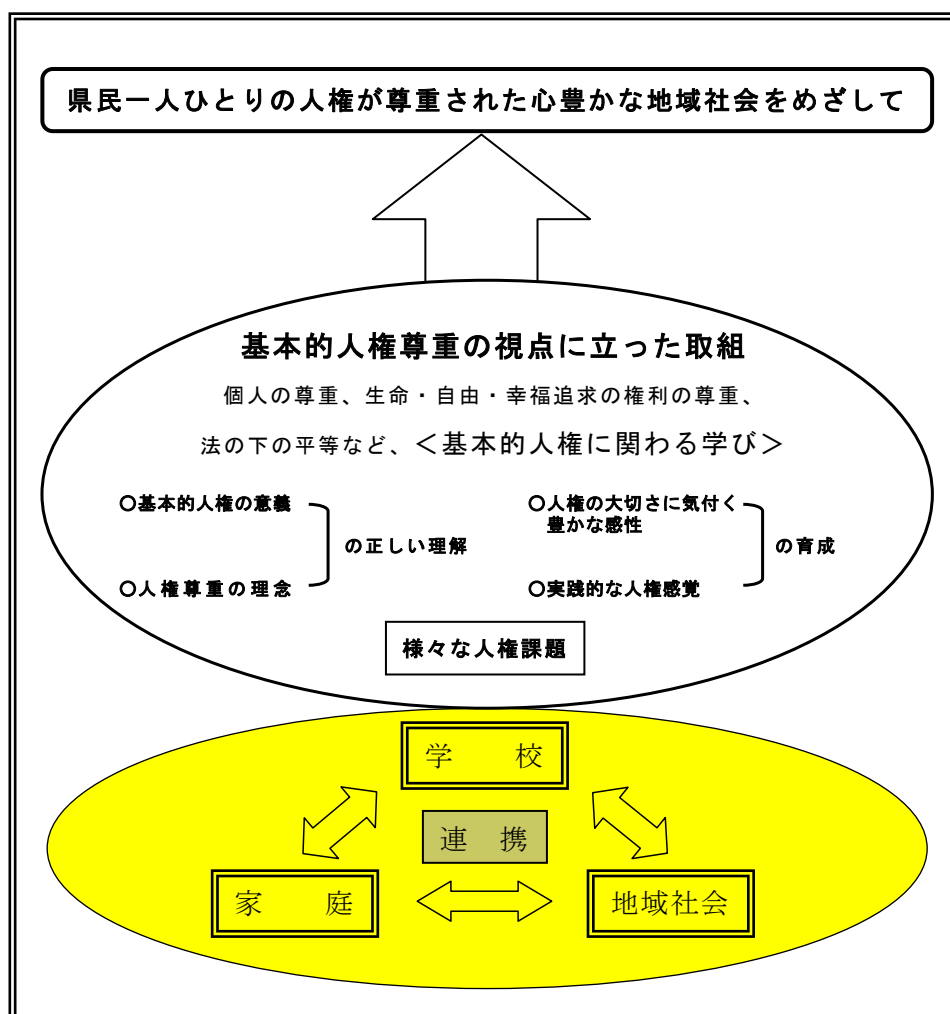 県民一人ひとりの人権が尊重された心豊かな地域社会をめざして
基本的人権尊重の視点に立った取組
個人の尊重、生命・自由・幸福追求の権利の尊重、
法の下の平等など、＜基本的人権に関わる学び＞
○基本的人権の意義
の正しい理解
○人権尊重の理念
○人権の大切さに気付く
豊かな感性
の育成
○実践的な人権感覚
様々な人権課題
学　校
連　携
家　庭
地域社会